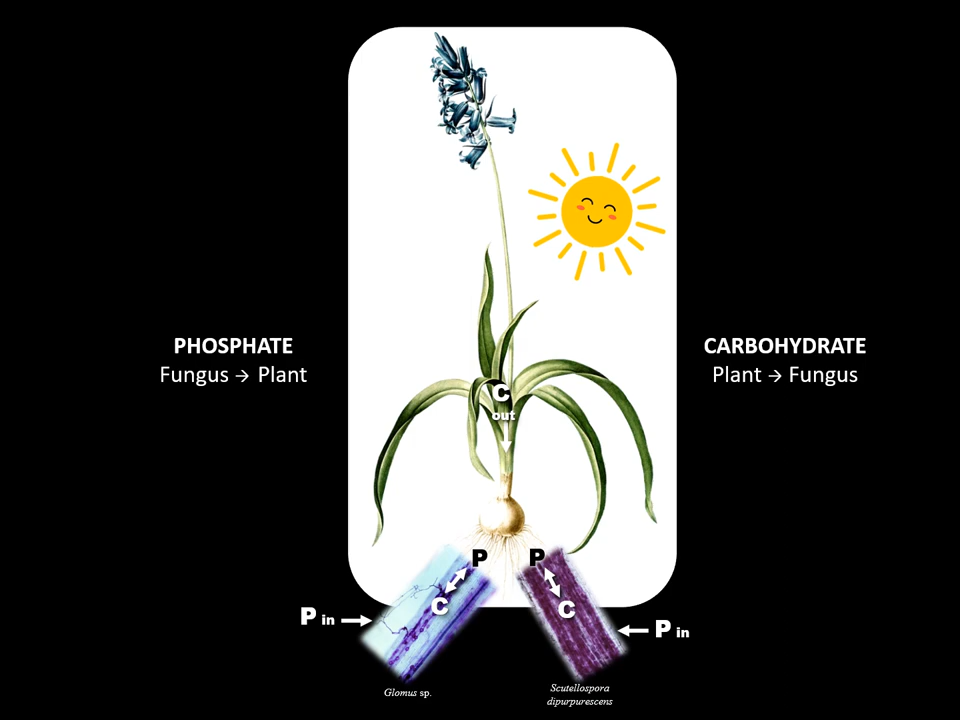 PHOSPHATE
Fungus → Plant
CARBOHYDRATE
Plant → Fungus
C
out
P
P
C
C
P in
P in
Glomus sp.
Scutellospora
dipurpurescens